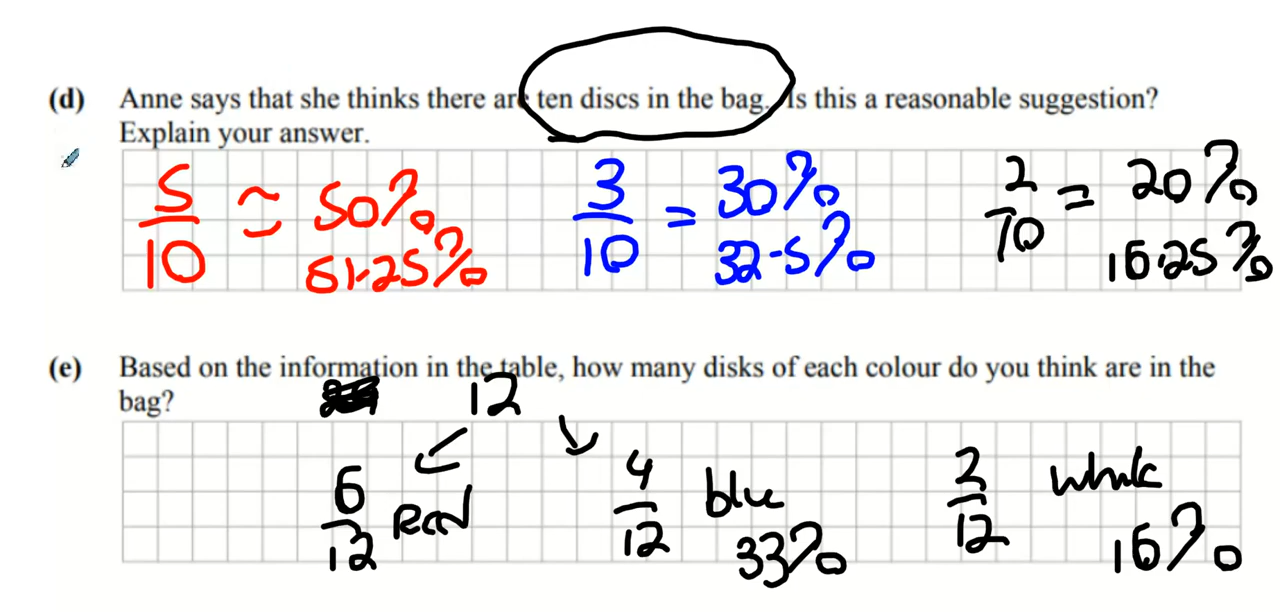 (d) Anne says that she thinks there are ten discs in the bag. Is this a reasonable suggestion?
Explain your answer.
5/10 ≃ 50%
51.25%
3/10 = 30%
32.5%
2/10 = 20%
16.25%
(e) Based on the information in the table, how many disks of each colour do you think are in the
bag?
12
6/12 Red
4/12 blue
33%
2/12 white
16%